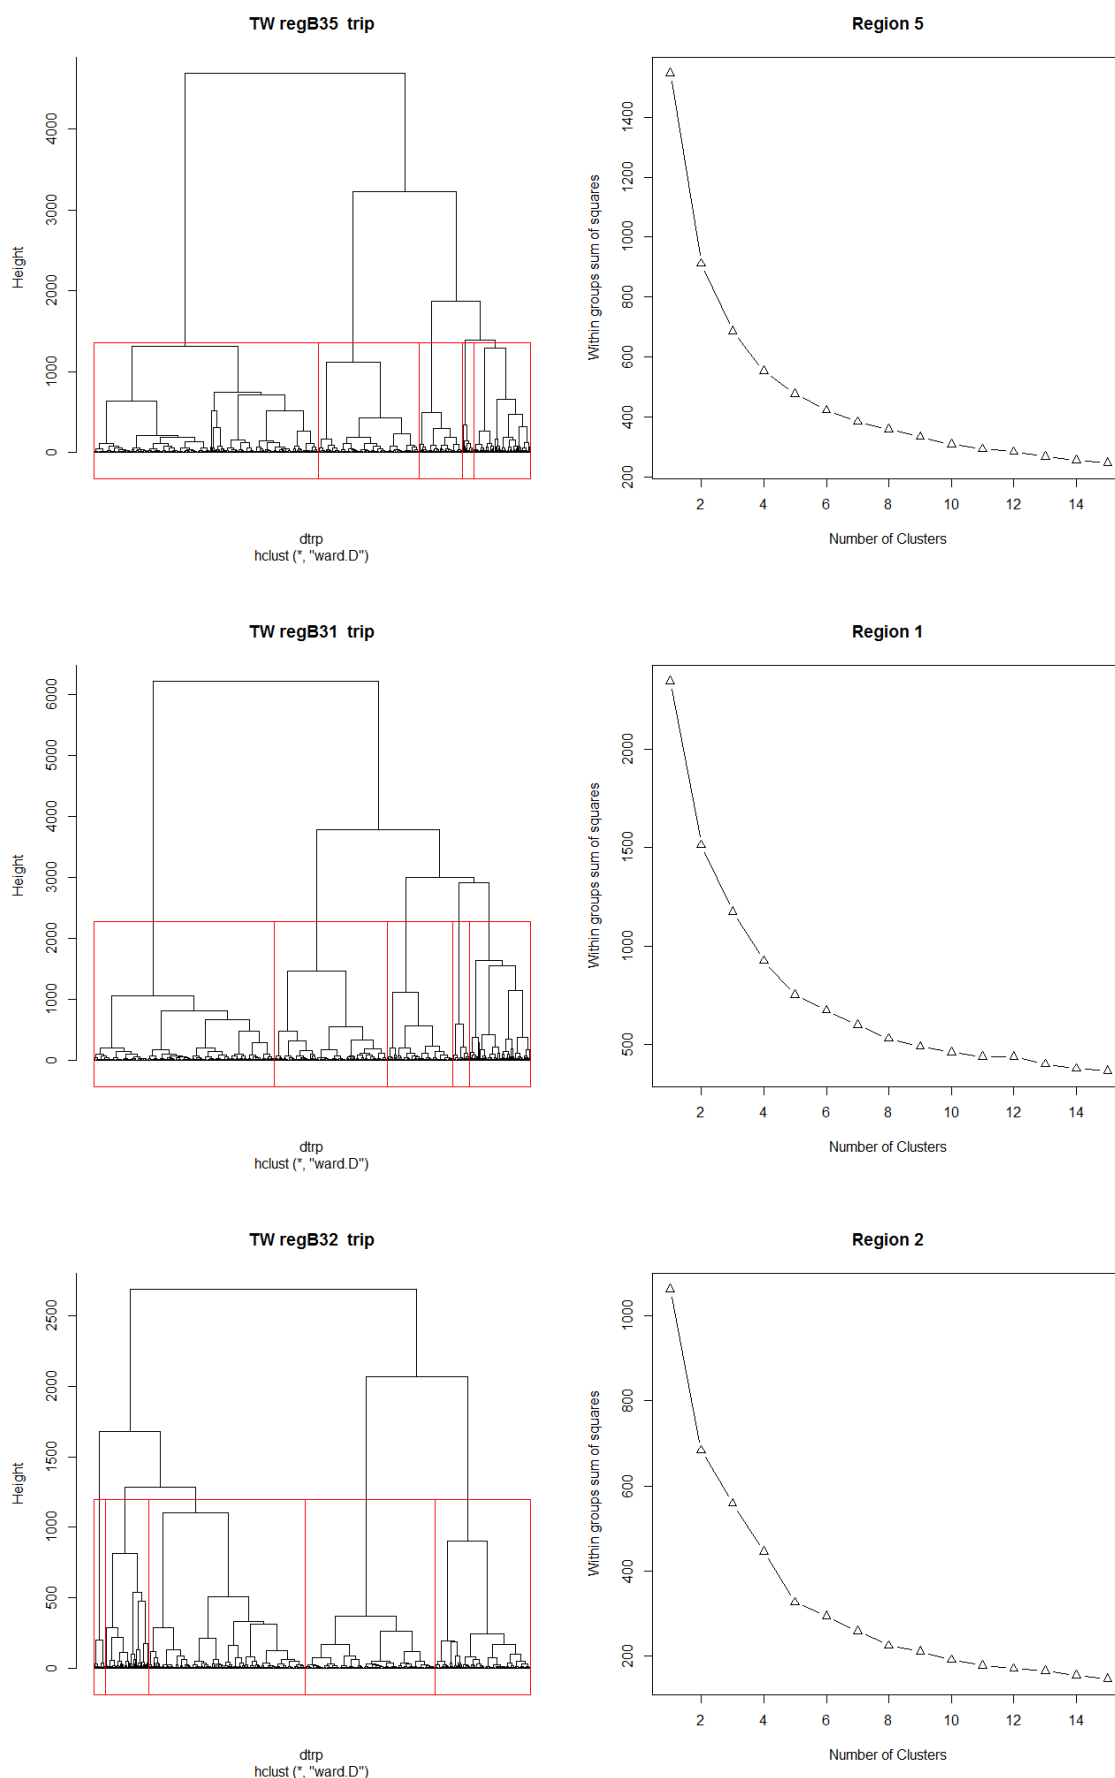 TW regB35  trip
Height
4000
3000
2000
1000
0
dtrp
hclust (*, "ward.D")
Region 5
Within groups sum of squares
1400
1200
1000
800
600
400
200
2 4 6 8 10 12 14
Number of Clusters
TW regB31  trip
Height
6000
5000
4000
3000
2000
1000
0
dtrp
hclust (*, "ward.D")
Region 1
Within groups sum of squares
2000
1500
1000
500
2 4 6 8 10 12 14
Number of Clusters
TW regB32  trip
Height
2500
2000
1500
1000
500
0
dtrp
hclust (*, "ward.D")
Region 2
Within groups sum of squares
1000
800
600
400
200
2 4 6 8 10 12 14
Number of Clusters